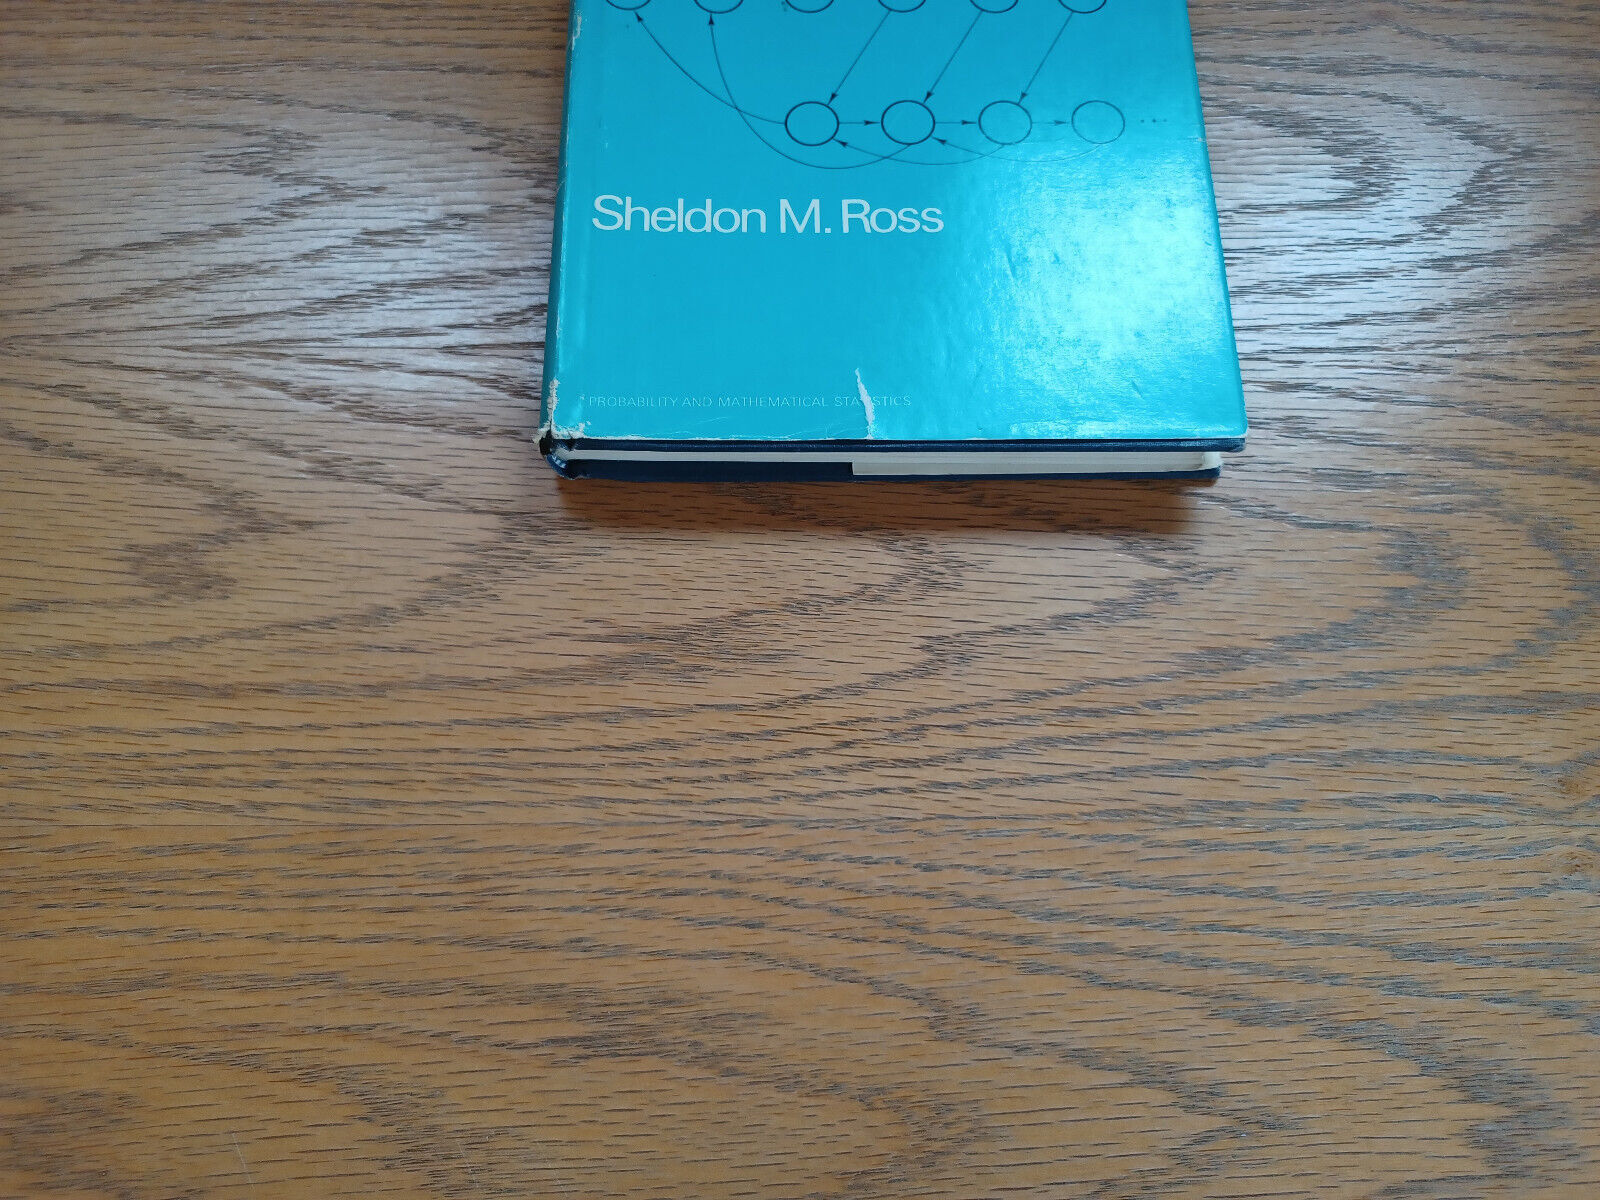 Sheldon M. Ross
PROBABILITY AND MATHEMATICAL STATISTICS